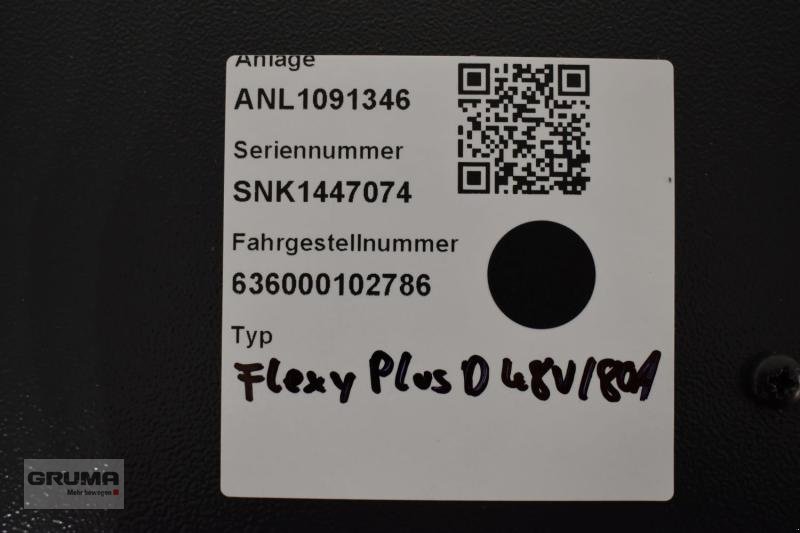 Anlage
ANL1091346
Seriennummer
SNK1447074
Fahrgestellnummer
636000102786
Typ
Flexy Plus D 48V/80A
GRUMA
Mehr bewegen